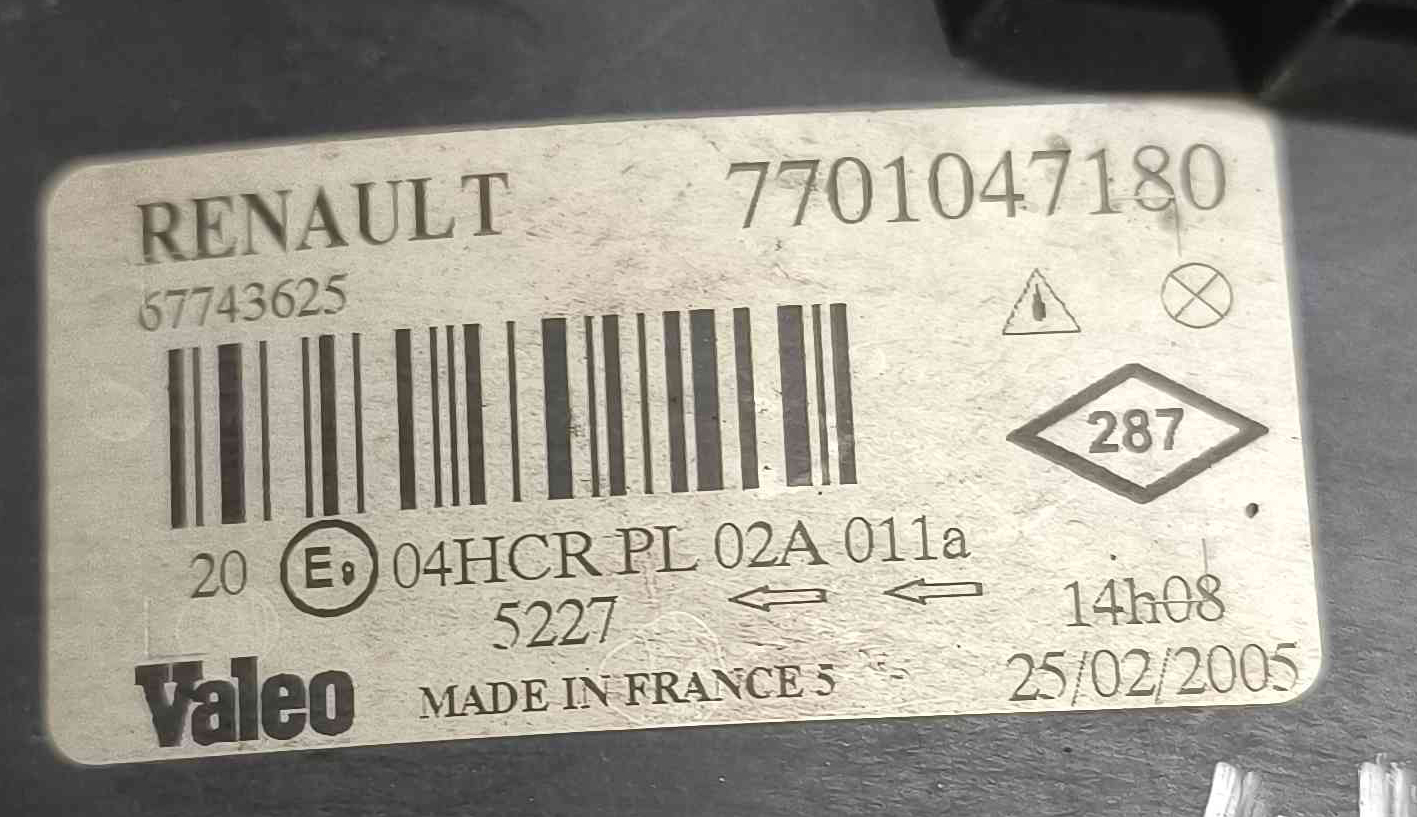 RENAULT 7701047180
67743625
287
20 E9 04HCR PL 02A 011a
5227 14h08
Valeo MADE IN FRANCE 5 25/02/2005